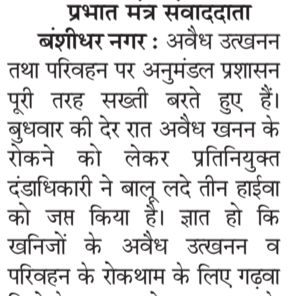 प्रभात मंत्र संवाददाता
बंशीधर नगर : अवैध उत्खनन
तथा परिवहन पर अनुमंडल प्रशासन
पूरी तरह सख्ती बरते हुए हैं।
बुधवार की देर रात अवैध खनन के
रोकने को लेकर प्रतिनियुक्त
दंडाधिकारी ने बालू लदे तीन हाईवा
को जप्त किया है। ज्ञात हो कि
खनिजों के अवैध उत्खनन व
परिवहन के रोकथाम के लिए गढ़वा